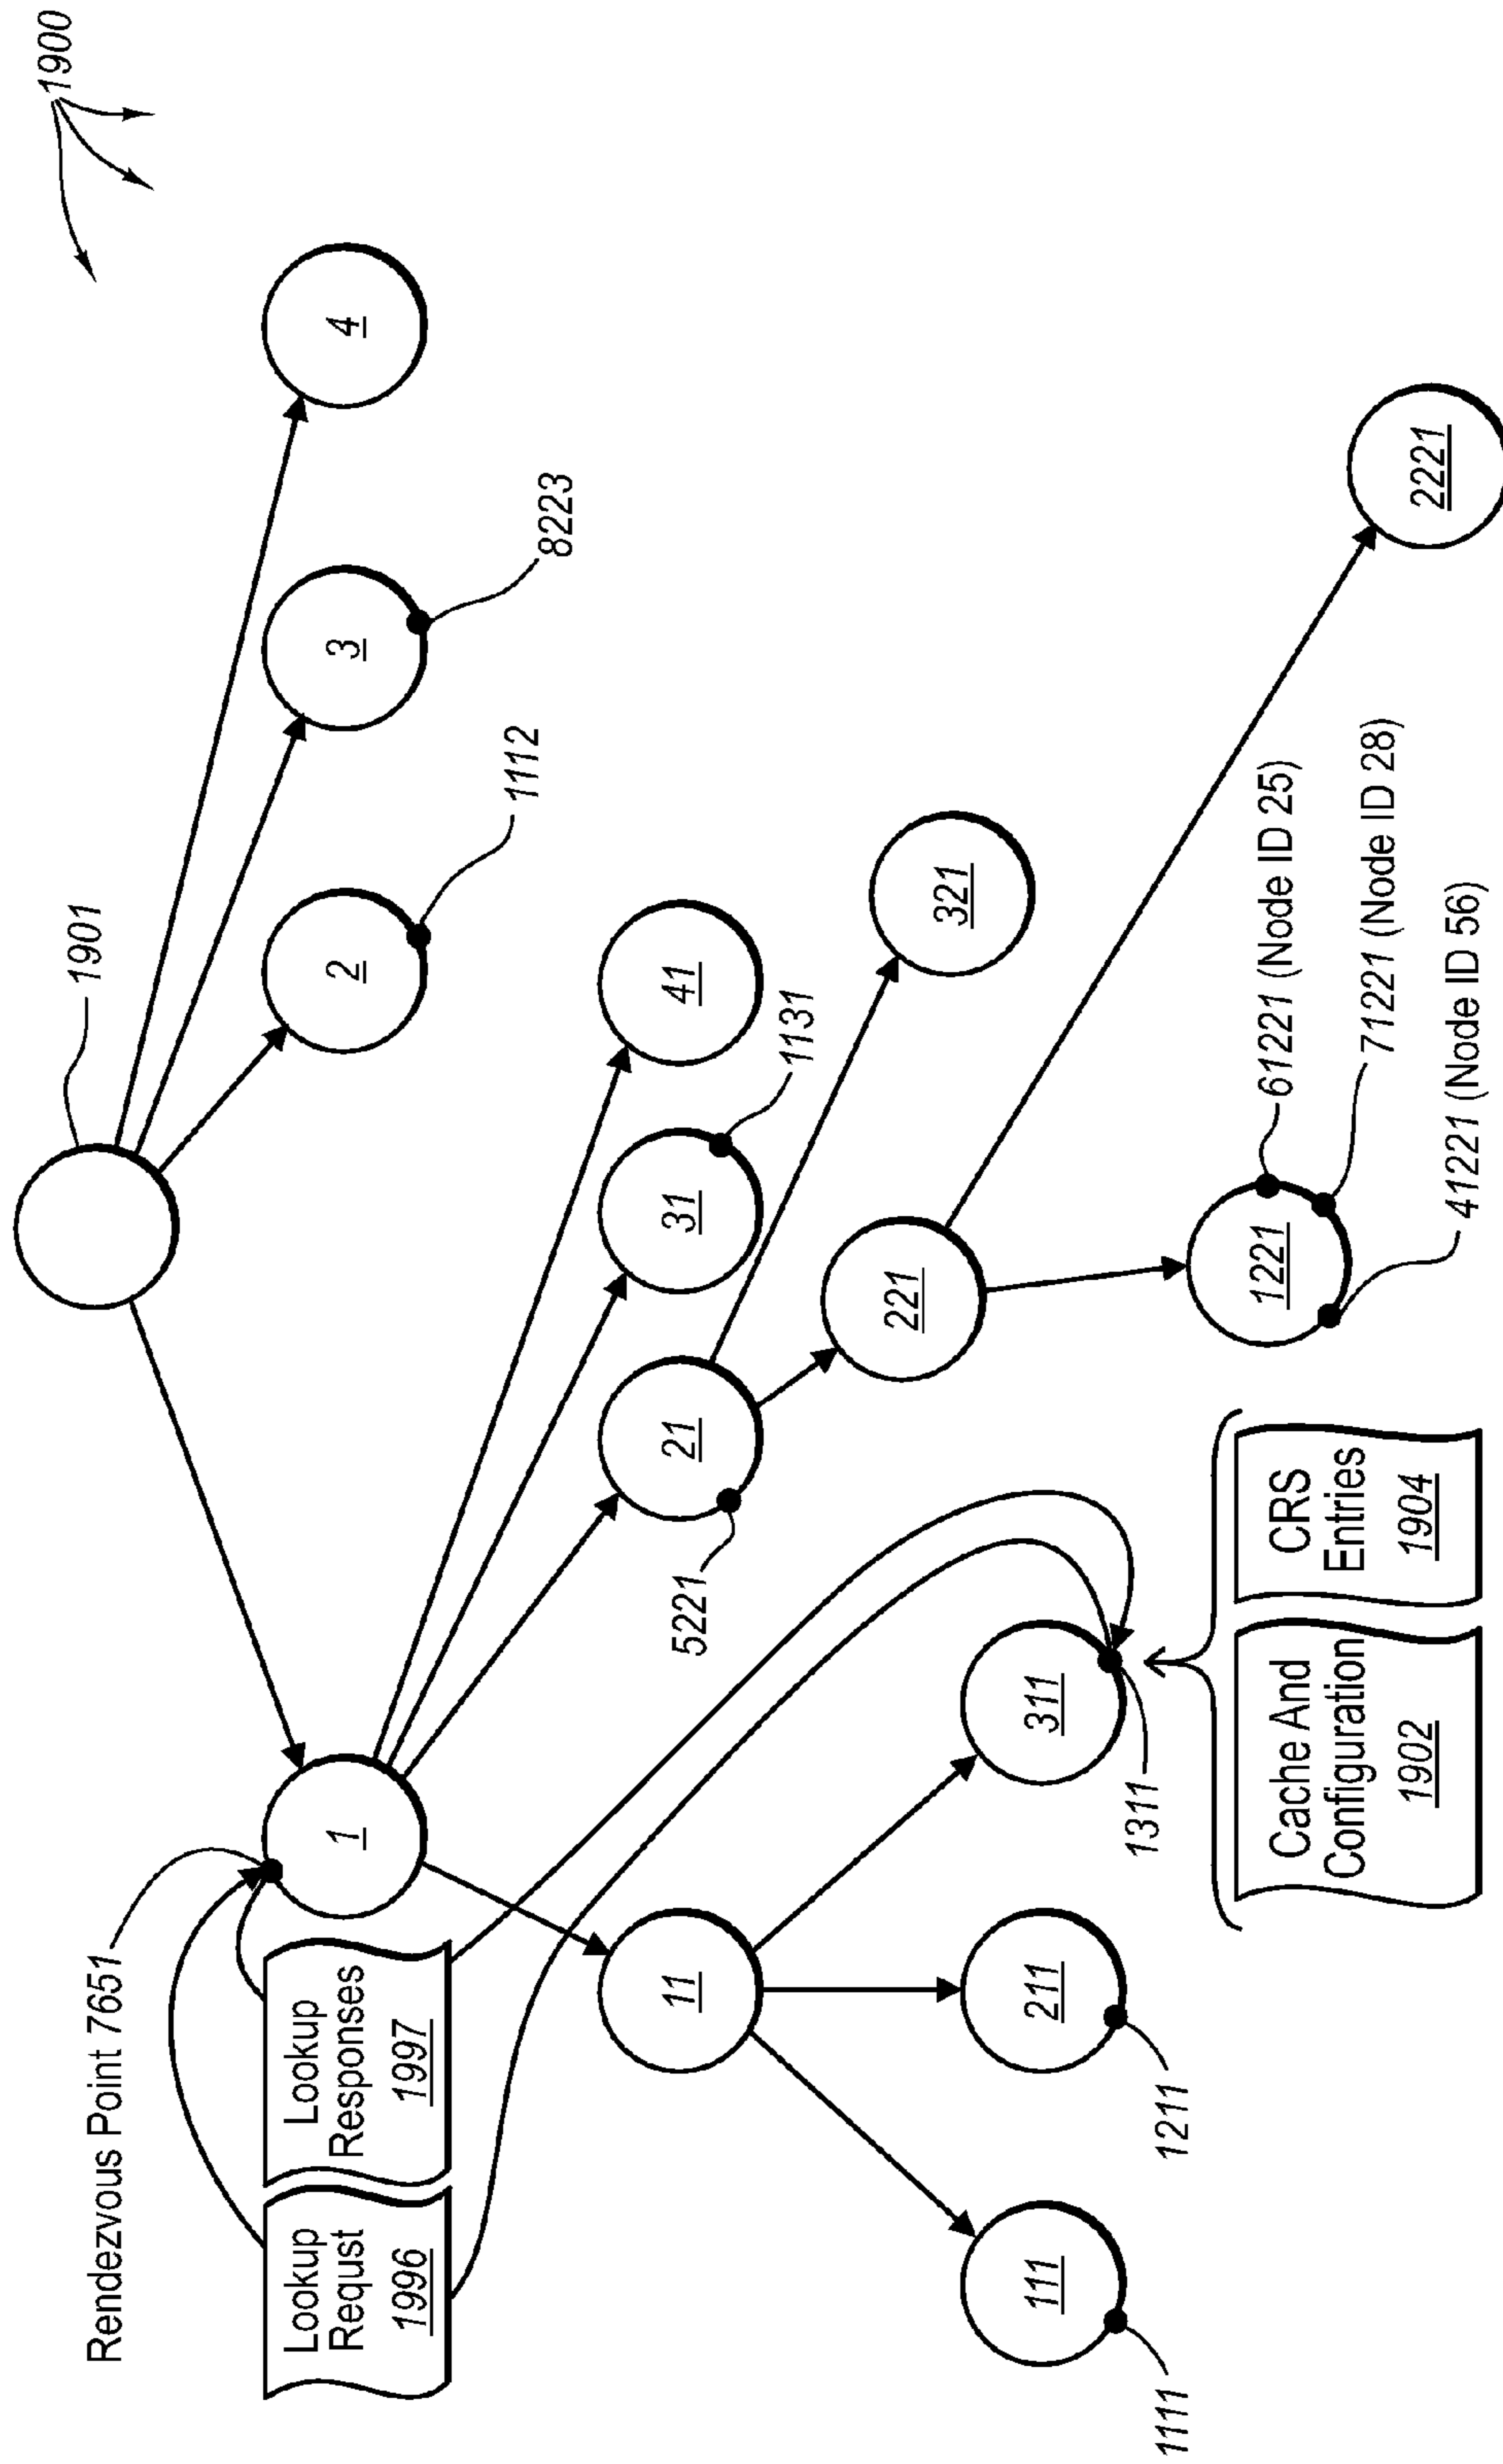 1900
1901
Rendezvous Point 7651
Lookup
Requst
1996
Lookup
Responses
1997
1
2
3
4
1112
8223
11
21
31
41
5221
1131
111
211
311
221
321
1111
1211
1311
1221
2221
61221 (Node ID 25)
71221 (Node ID 28)
41221 (Node ID 56)
Cache And
Configuration
1902
CRS
Entries
1904